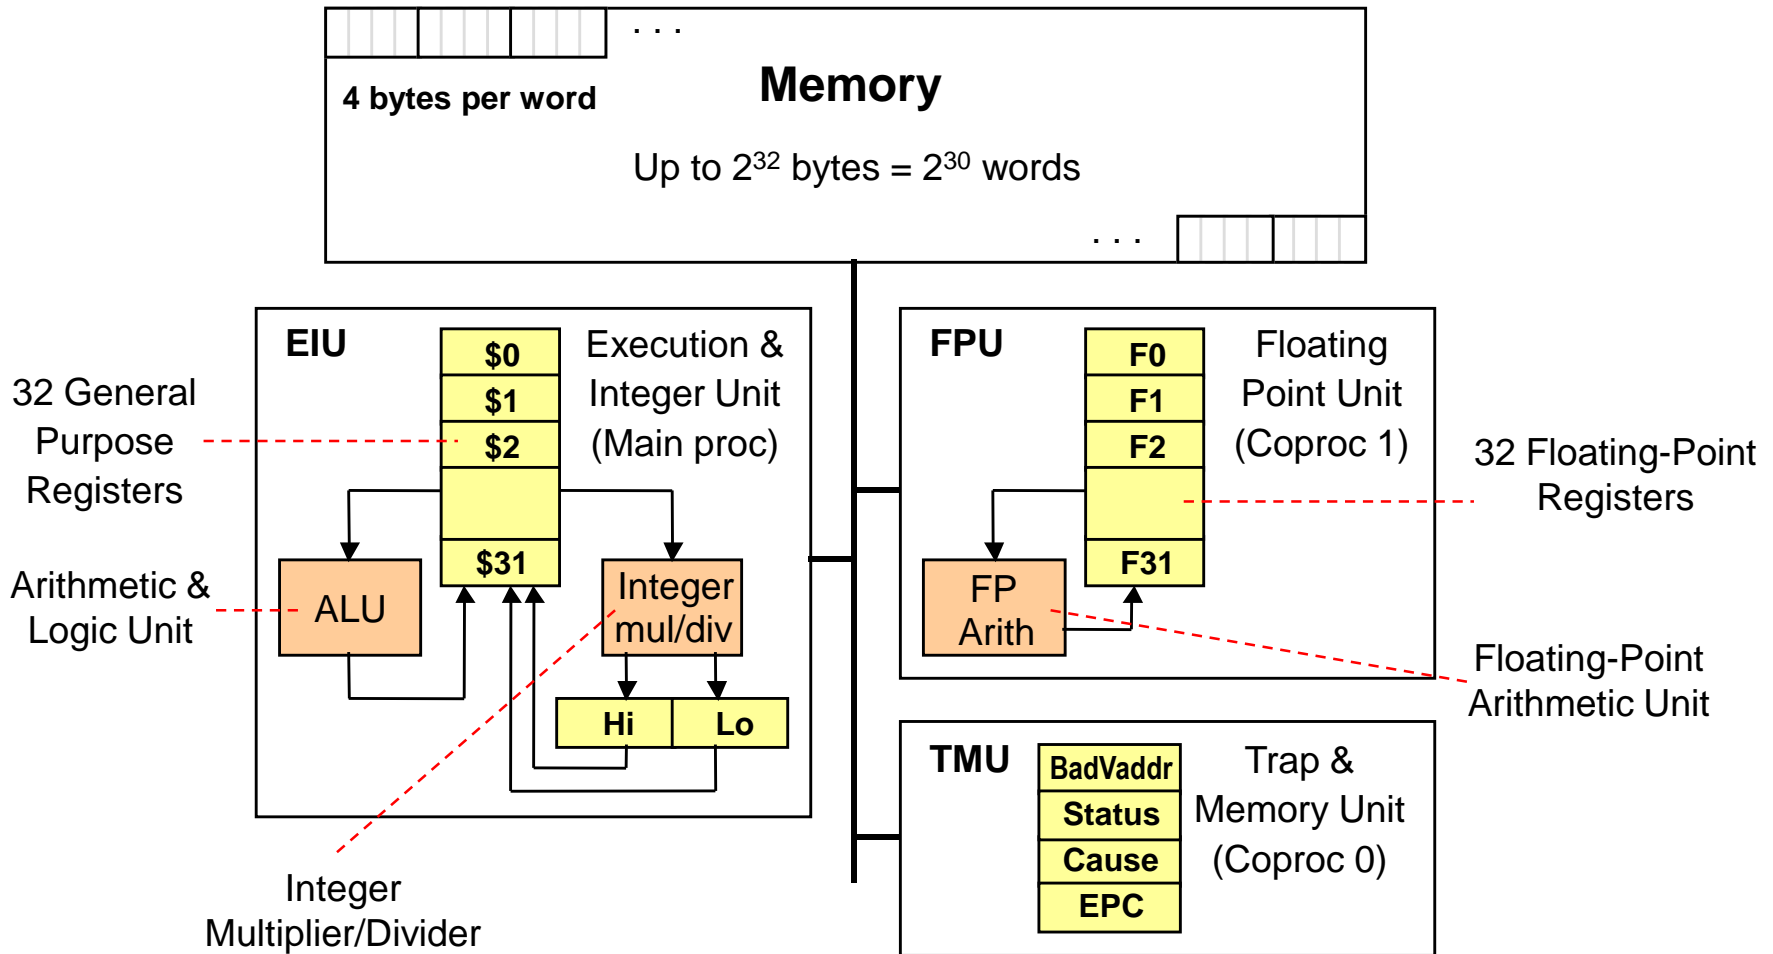 . . .
Memory
4 bytes per word
Up to 2³² bytes = 2³⁰ words
. . .
EIU
$0
$1
$2
$31
Execution &
Integer Unit
(Main proc)
32 General
Purpose
Registers
Arithmetic &
Logic Unit
ALU
Integer
mul/div
Hi
Lo
Integer
Multiplier/Divider
FPU
F0
F1
F2
F31
Floating
Point Unit
(Coproc 1)
32 Floating-Point
Registers
FP
Arith
Floating-Point
Arithmetic Unit
TMU
BadVaddr
Status
Cause
EPC
Trap &
Memory Unit
(Coproc 0)